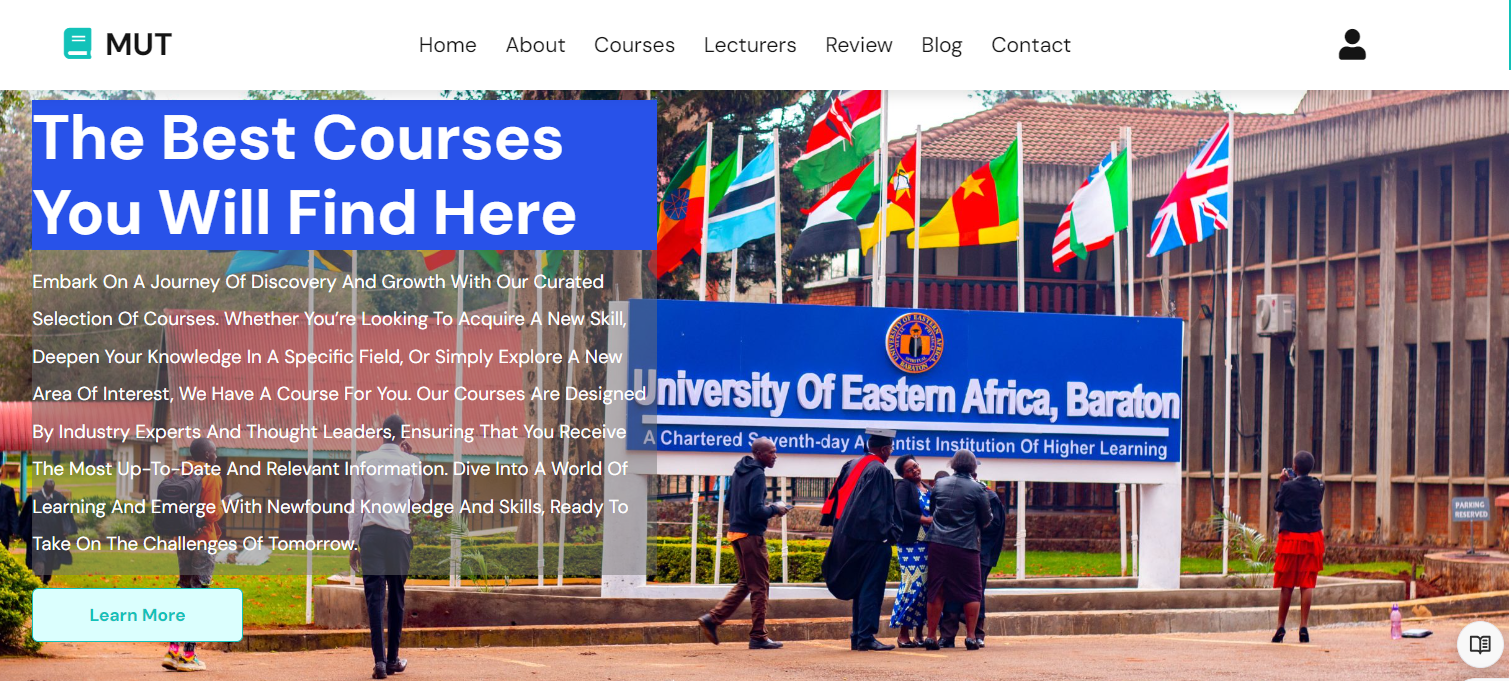 MUT
Home About Courses Lecturers Review Blog Contact
The Best Courses
You Will Find Here
Embark On A Journey Of Discovery And Growth With Our Curated
Selection Of Courses. Whether You’re Looking To Acquire A New Skill,
Deepen Your Knowledge In A Specific Field, Or Simply Explore A New
Area Of Interest, We Have A Course For You. Our Courses Are Designed
By Industry Experts And Thought Leaders, Ensuring That You Receive
The Most Up-To-Date And Relevant Information. Dive Into A World Of
Learning And Emerge With Newfound Knowledge And Skills, Ready To
Take On The Challenges Of Tomorrow.
Learn More
UNIVERSITY OF EASTERN AFRICA
BARATON
University Of Eastern Africa, Baraton
A Chartered Institution Of Higher Learning
PARKING
RESERVED